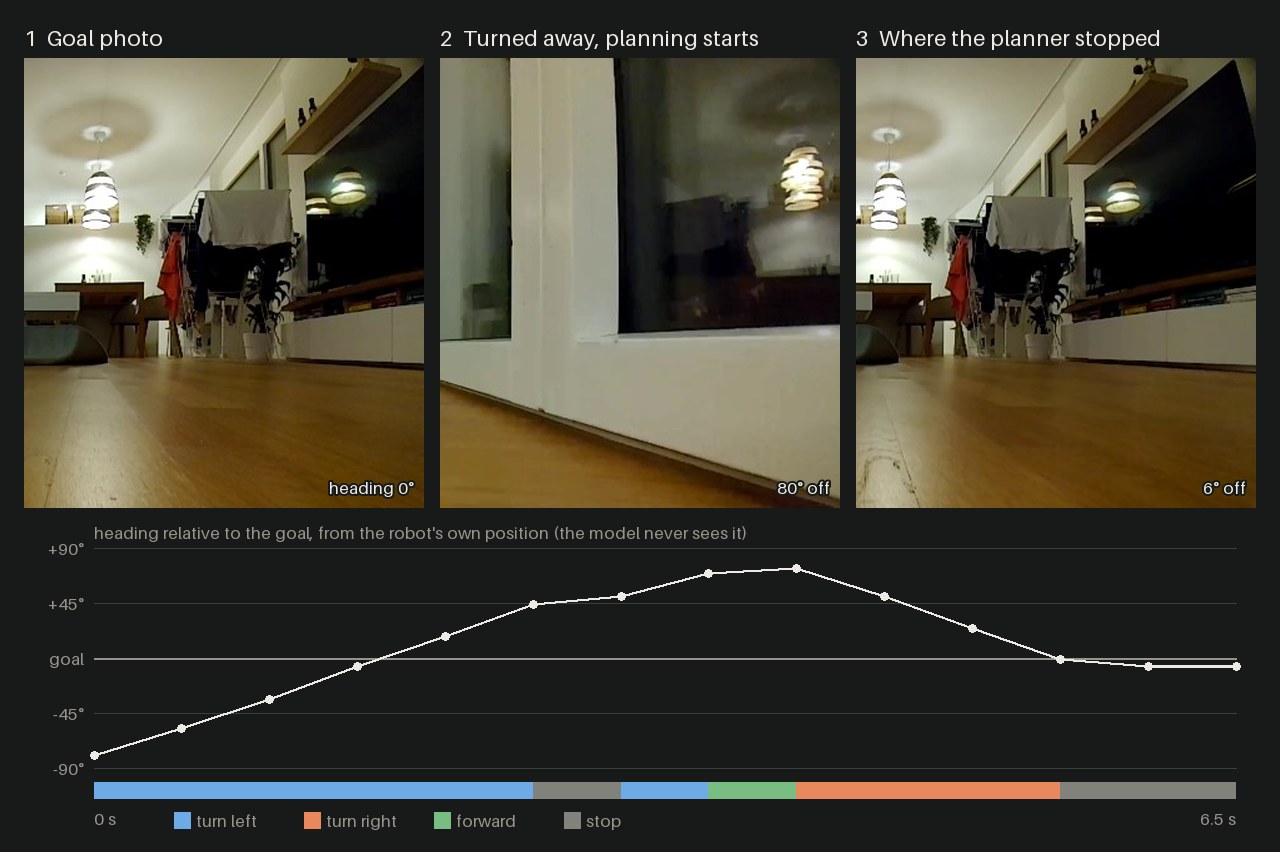 1 Goal photo
2 Turned away, planning starts
3 Where the planner stopped
heading 0°
80° off
6° off
heading relative to the goal, from the robot's own position (the model never sees it)
+90°
+45°
goal
-45°
-90°
0 s
turn left
turn right
forward
stop
6.5 s